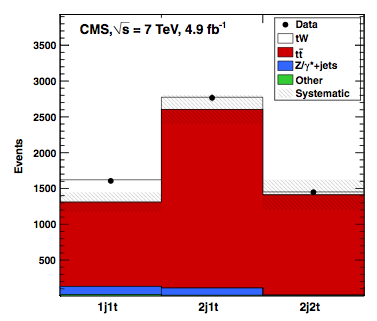 CMS, √s = 7 TeV, 4.9 fb⁻¹
Data
tW
tt̄
Z/γ*+jets
Other
Systematic
Events
3500
3000
2500
2000
1500
1000
500
1j1t
2j1t
2j2t